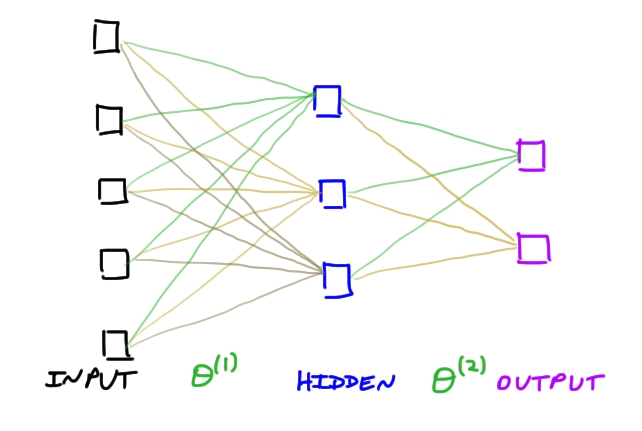 INPUT θ(1) HIDDEN θ(2) OUTPUT